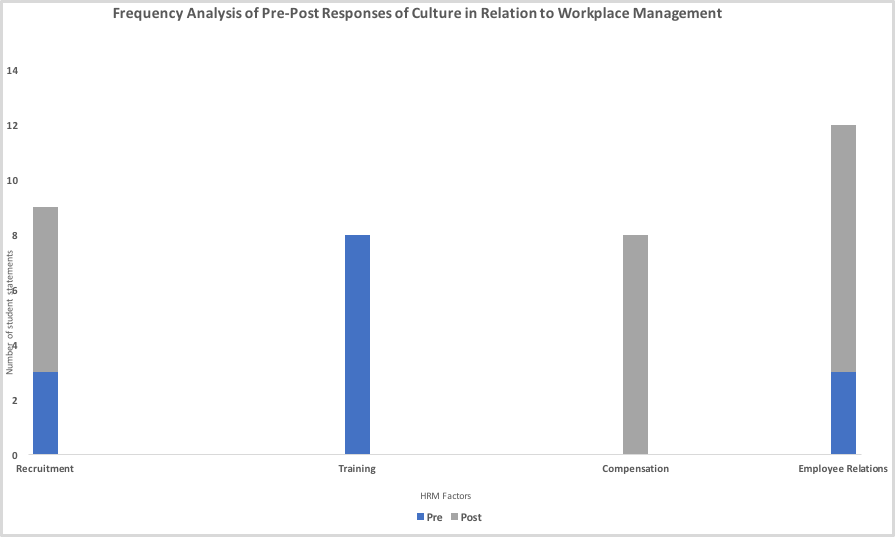 Frequency Analysis of Pre-Post Responses of Culture in Relation to Workplace Management
14
12
10
8
6
4
2
0
Number of student statements
Recruitment Training Compensation Employee Relations
HRM Factors
Pre Post